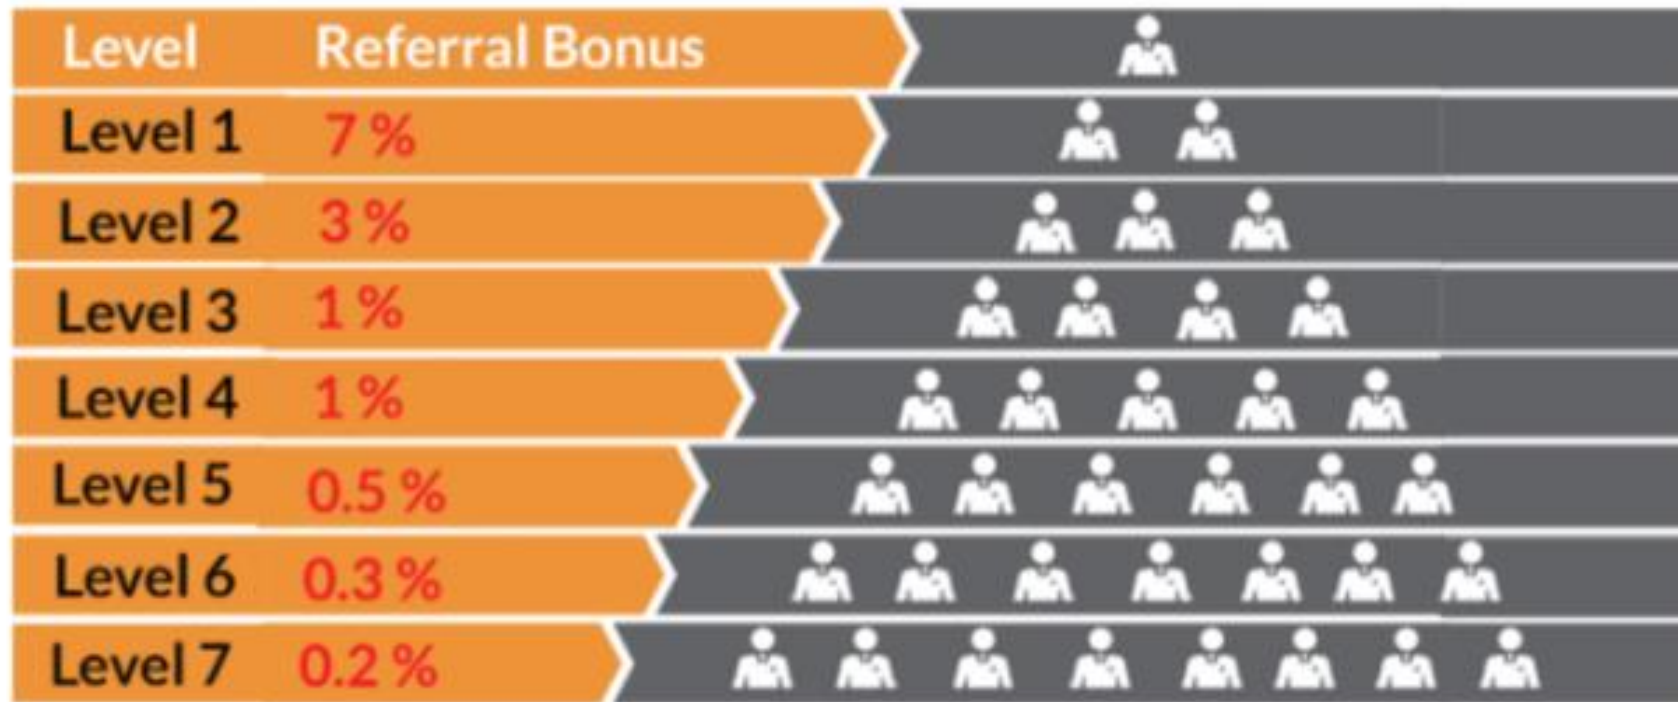 Level Referral Bonus
Level 1 7 %
Level 2 3 %
Level 3 1 %
Level 4 1 %
Level 5 0.5 %
Level 6 0.3 %
Level 7 0.2 %